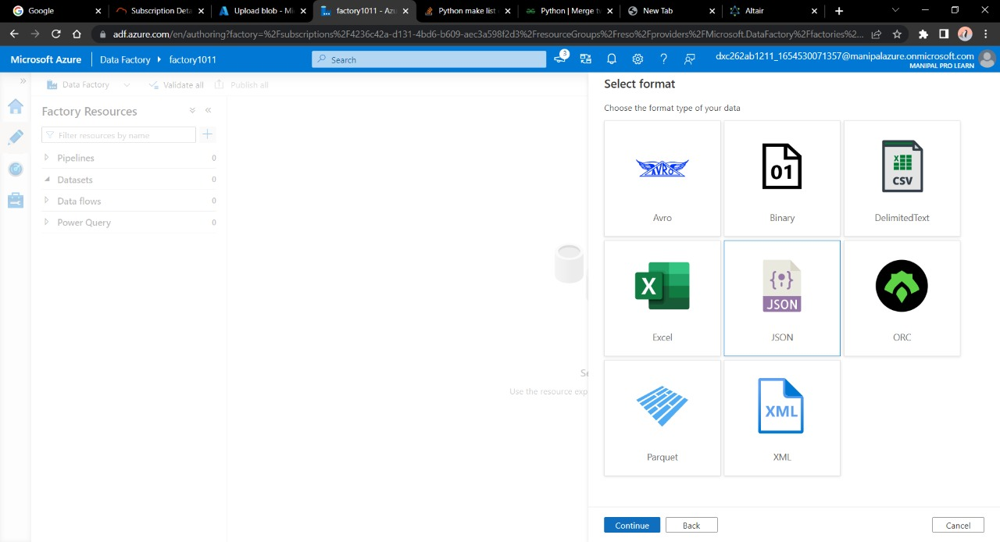 Google
Subscription Deta
Upload blob - Mi
factory1011 - Azu
Python make list
Python | Merge tw
New Tab
Altair
adf.azure.com/en/authoring?factory=%2Fsubscriptions%2F4236c42a-d131-4bd6-b609-aec3a598f2d3%2FresourceGroups%2Freso%2Fproviders%2FMicrosoft.DataFactory%2Ffactories%2...
Microsoft Azure
Data Factory
factory1011
Search
3
dxc262ab1211_1654530071357@manipalazure.onmicrosoft.com
MANIPAL PRO LEARN
Data Factory
Validate all
Publish all
Factory Resources
Filter resources by name
Pipelines 0
Datasets 0
Data flows 0
Power Query 0
Se
Use the resource exp
Select format
Choose the format type of your data
AVRO
01
X
CSV
Avro
Binary
DelimitedText
X
{ }
JSON
Excel
JSON
ORC
XML
Parquet
XML
Continue
Back
Cancel